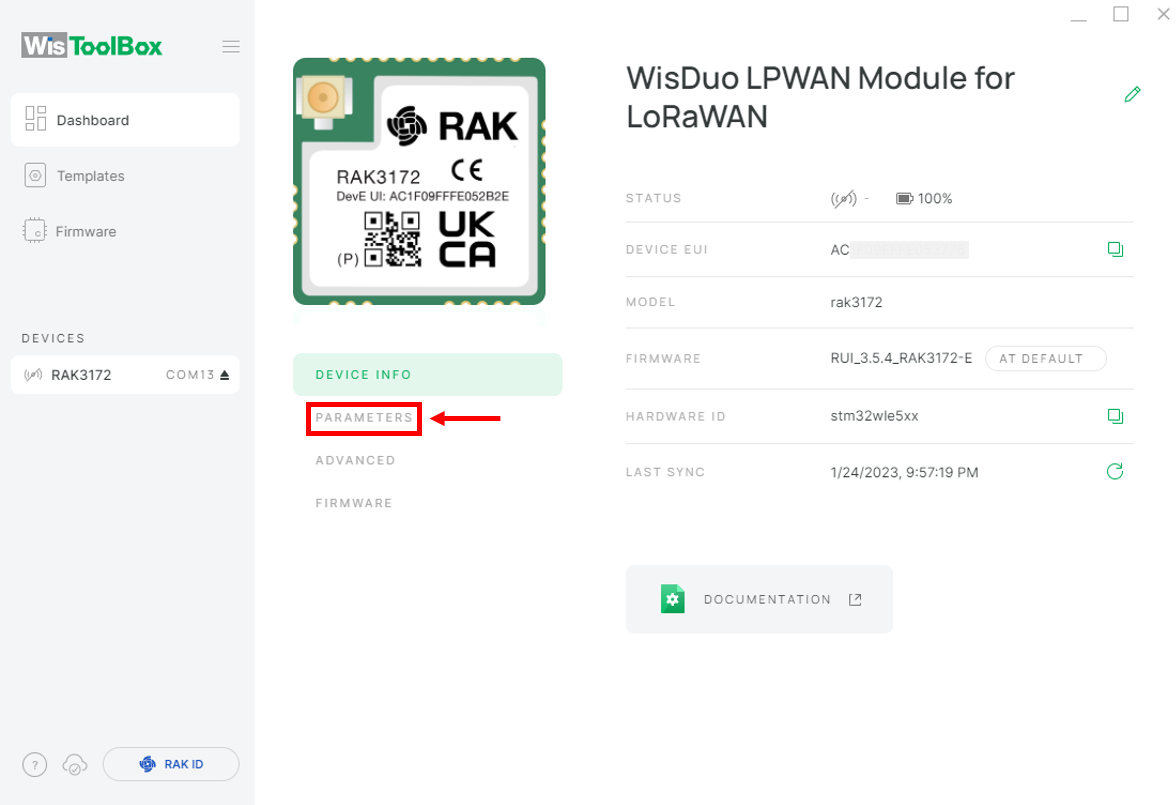 WisToolBox
Dashboard
Templates
Firmware
DEVICES
RAK3172 COM13
? RAK ID
RAK
RAK3172 CE
DevE UI: AC1F09FFFE052B2E
UK
CA
(P)
DEVICE INFO
PARAMETERS
ADVANCED
FIRMWARE
WisDuo LPWAN Module for
LoRaWAN
STATUS - 100%
DEVICE EUI AC
MODEL rak3172
FIRMWARE RUI_3.5.4_RAK3172-E AT DEFAULT
HARDWARE ID stm32wle5xx
LAST SYNC 1/24/2023, 9:57:19 PM
DOCUMENTATION